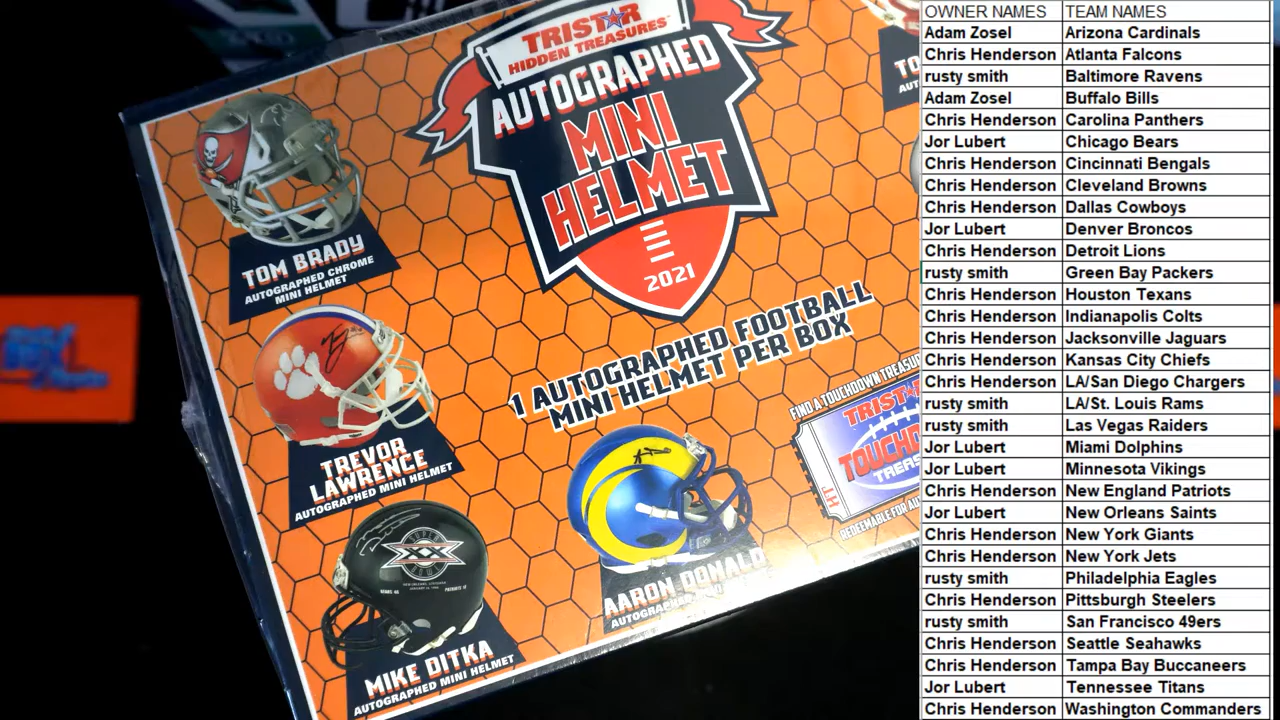 TRISTAR
HIDDEN TREASURES
AUTOGRAPHED
MINI
HELMET
2021
TOM BRADY
AUTOGRAPHED CHROME
MINI HELMET
TREVOR
LAWRENCE
AUTOGRAPHED MINI HELMET
MIKE DITKA
AUTOGRAPHED MINI HELMET
1 AUTOGRAPHED FOOTBALL
MINI HELMET PER BOX
AARON DONALD
FIND A TOUCHDOWN
TRISTAR
OWNER NAMES TEAM NAMES
Adam Zosel Arizona Cardinals
Chris Henderson Atlanta Falcons
rusty smith Baltimore Ravens
Adam Zosel Buffalo Bills
Chris Henderson Carolina Panthers
Jor Lubert Chicago Bears
Chris Henderson Cincinnati Bengals
Chris Henderson Cleveland Browns
Chris Henderson Dallas Cowboys
Jor Lubert Denver Broncos
Chris Henderson Detroit Lions
rusty smith Green Bay Packers
Chris Henderson Houston Texans
Chris Henderson Indianapolis Colts
Chris Henderson Jacksonville Jaguars
Chris Henderson Kansas City Chiefs
Chris Henderson LA/San Diego Chargers
rusty smith LA/St. Louis Rams
rusty smith Las Vegas Raiders
Jor Lubert Miami Dolphins
Jor Lubert Minnesota Vikings
Chris Henderson New England Patriots
Jor Lubert New Orleans Saints
Chris Henderson New York Giants
Chris Henderson New York Jets
rusty smith Philadelphia Eagles
Chris Henderson Pittsburgh Steelers
rusty smith San Francisco 49ers
Chris Henderson Seattle Seahawks
Chris Henderson Tampa Bay Buccaneers
Jor Lubert Tennessee Titans
Chris Henderson Washington Commanders